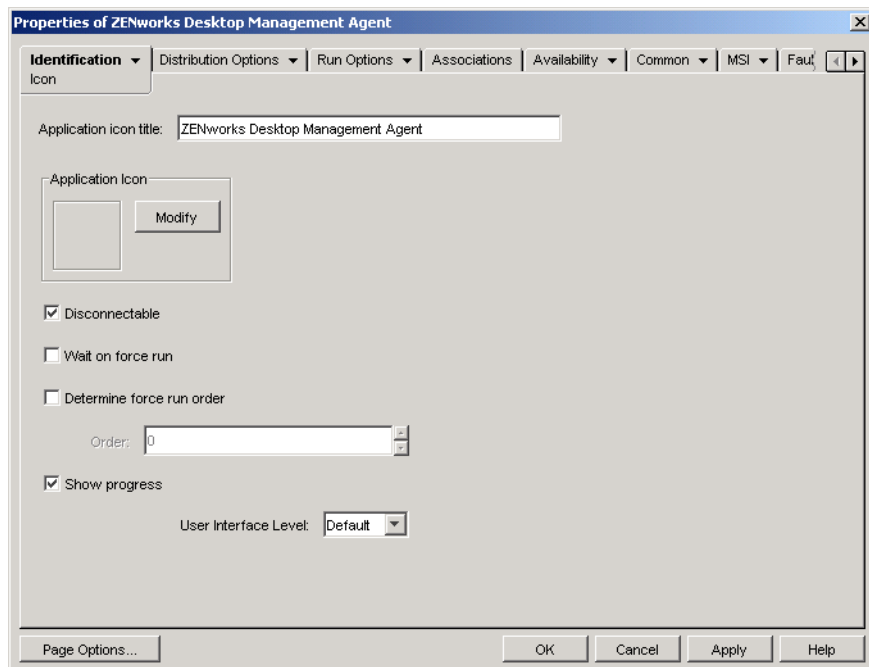 Properties of ZENworks Desktop Management Agent
Identification Distribution Options Run Options Associations Availability Common MSI
Icon
Application icon title: ZENworks Desktop Management Agent
Application Icon
Modify
Disconnectable
Wait on force run
Determine force run order
Order: 0
Show progress
User Interface Level: Default
Page Options... OK Cancel Apply Help